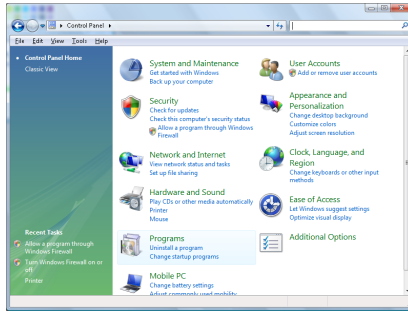 Control Panel
File Edit View Tools Help
Control Panel Home
Classic View
System and Maintenance
Get started with Windows
Back up your computer
Security
Check for updates
Check this computer's security status
Allow a program through Windows
Firewall
Network and Internet
View network status and tasks
Set up file sharing
Hardware and Sound
Play CDs or other media automatically
Printer
Mouse
Programs
Uninstall a program
Change startup programs
Mobile PC
Change battery settings
Adjust commonly used mobility
User Accounts
Add or remove user accounts
Appearance and
Personalization
Change desktop background
Customize colors
Adjust screen resolution
Clock, Language, and
Region
Change keyboards or other input
methods
Ease of Access
Let Windows suggest settings
Optimize visual display
Additional Options
Recent Tasks
Allow a program through
Windows Firewall
Turn Windows Firewall on or
off
Printer